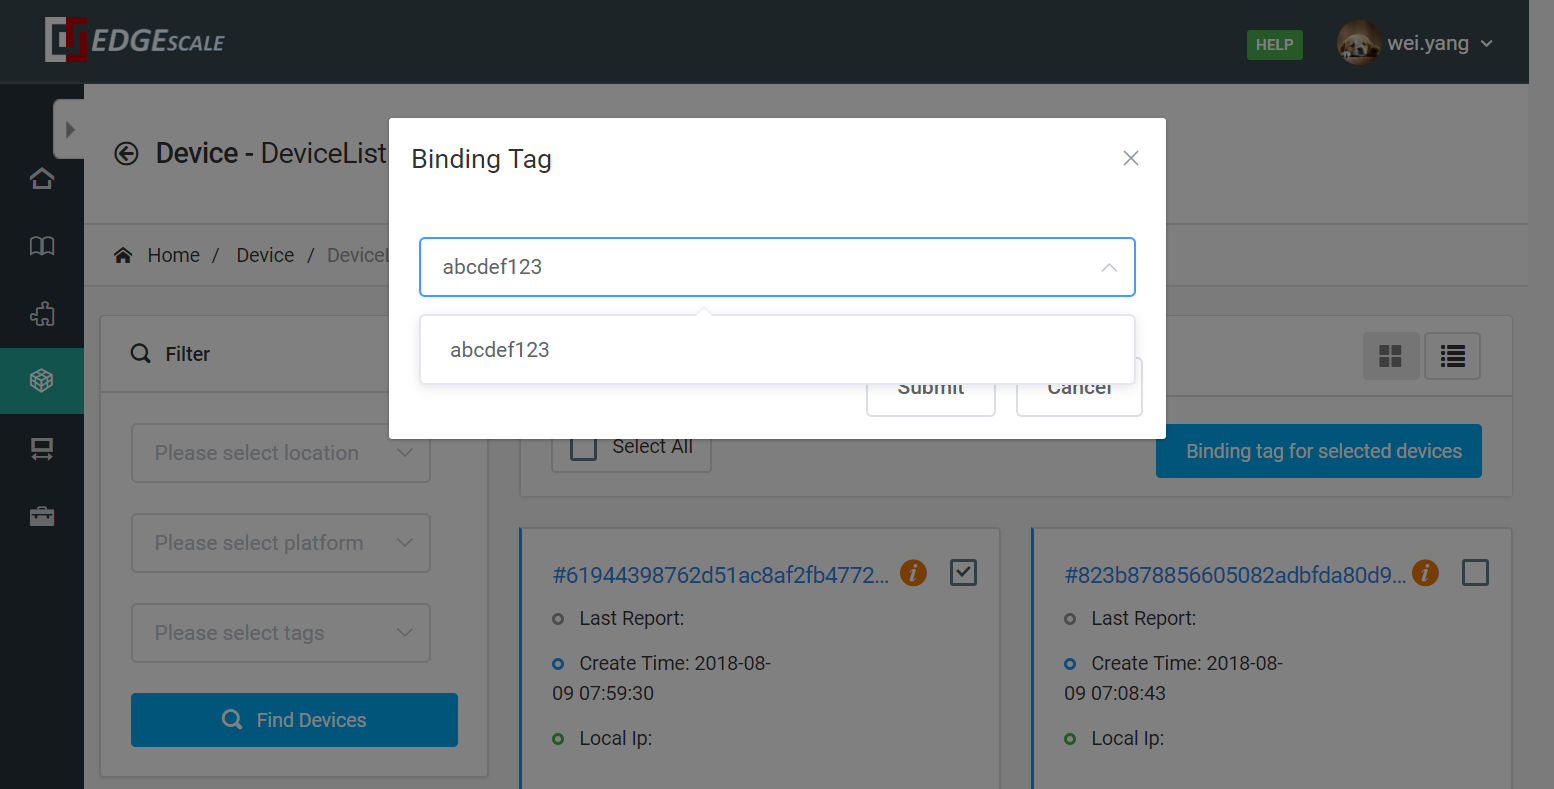 EDGESCALE
HELP
wei.yang
Device - DeviceList
Binding Tag
Home / Device / DeviceL
abcdef123
abcdef123
Submit
Cancel
Filter
Please select location
Please select platform
Please select tags
Find Devices
Select All
Binding tag for selected devices
#61944398762d51ac8af2fb4772...
Last Report:
Create Time: 2018-08-
09 07:59:30
Local Ip:
#823b878856605082adbfda80d9...
Last Report:
Create Time: 2018-08-
09 07:08:43
Local Ip: